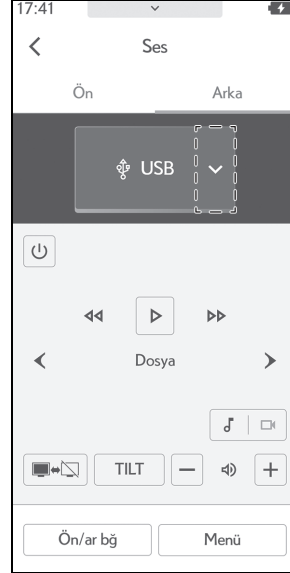 17:41
Ses
Ön Arka
USB
Dosya
TILT
Ön/ar bğ Menü